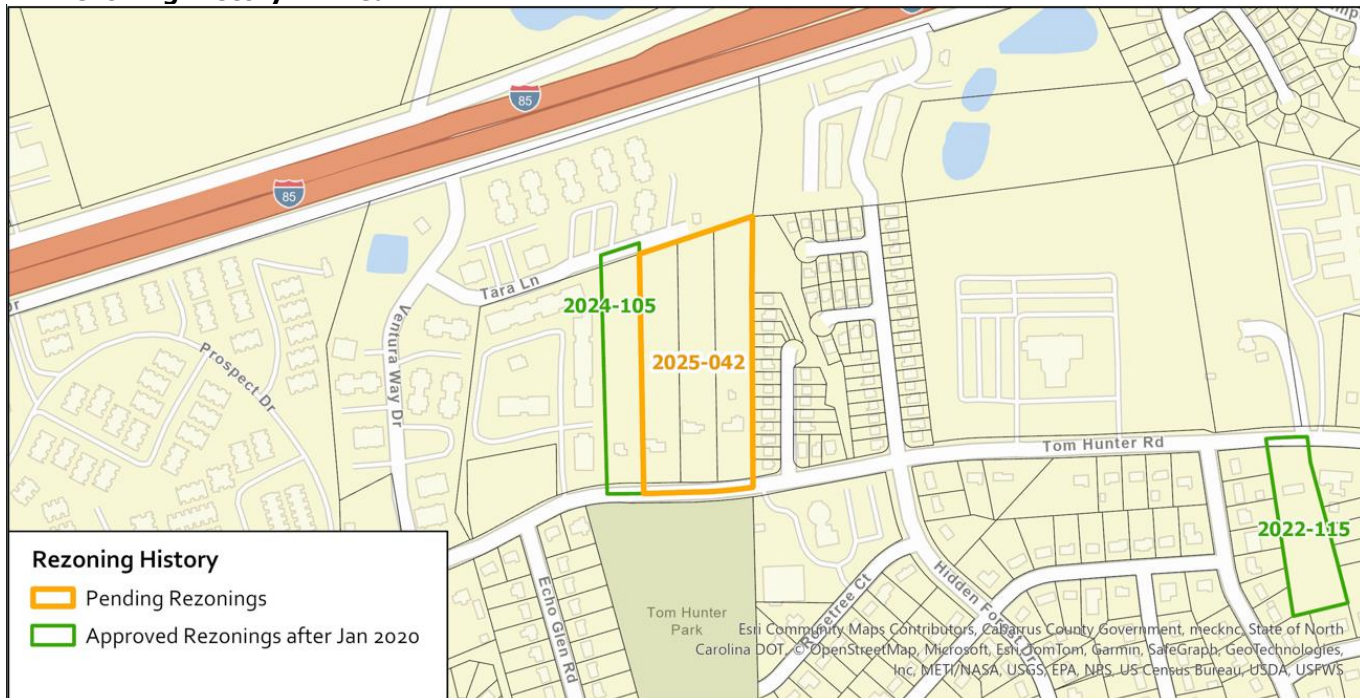 85
85
Tara Ln
2024-105
2025-042
Ventura Way Dr
Prospect Dr
Tom Hunter Rd
2022-115
Rezoning History
Pending Rezonings
Approved Rezonings after Jan 2020
Echo Glen Rd
Tom Hunter
Park
Rosetree Ct
Hidden Forest Dr
Esri Community Maps Contributors, Cabarrus County Government, mecknc, State of North
Carolina DOT, © OpenStreetMap, Microsoft, Esri, TomTom, Garmin, SafeGraph, GeoTechnologies,
Inc, METI/NASA, USGS, EPA, NPS, US Census Bureau, USDA, USFWS